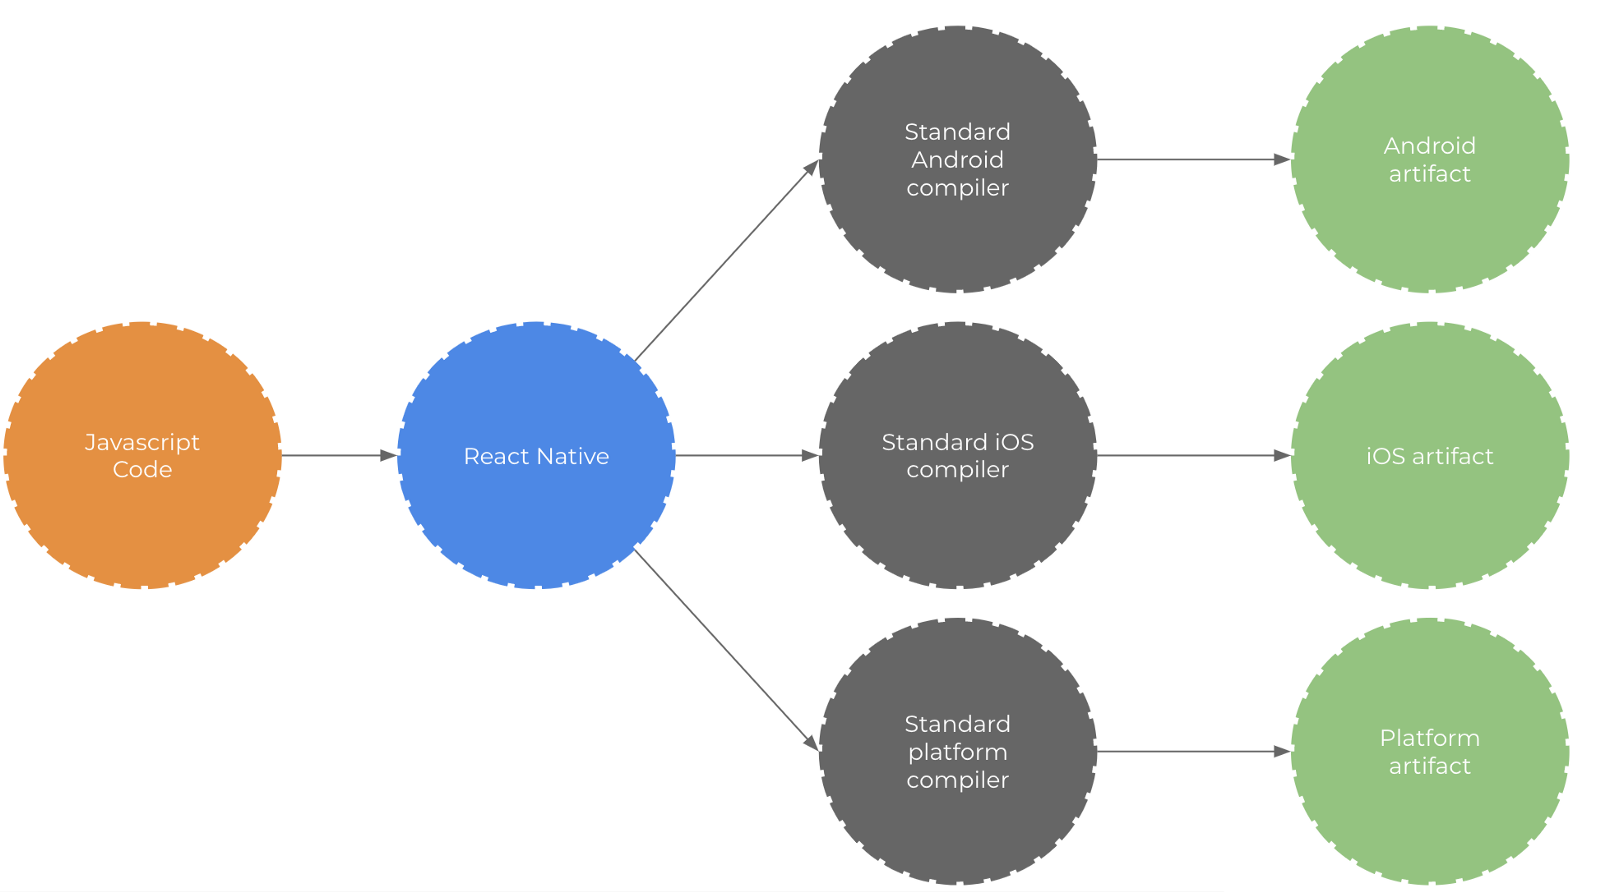 Standard
Android
compiler
Android
artifact
Javascript
Code
React Native
Standard iOS
compiler
iOS artifact
Standard
platform
compiler
Platform
artifact